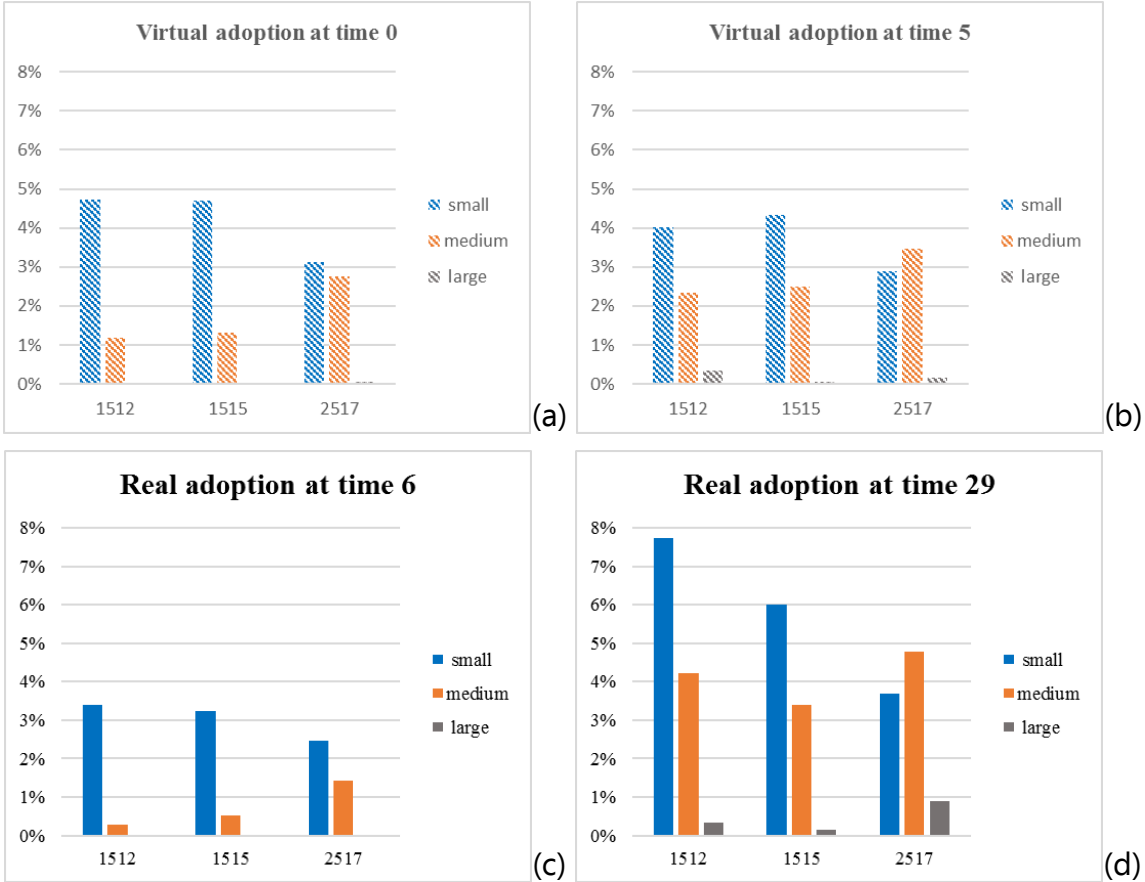 Virtual adoption at time 0
8%
7%
6%
5%
4%
3%
2%
1%
0%
1512 1515 2517
small
medium
large
(a)
Virtual adoption at time 5
8%
7%
6%
5%
4%
3%
2%
1%
0%
1512 1515 2517
small
medium
large
(b)
Real adoption at time 6
8%
7%
6%
5%
4%
3%
2%
1%
0%
1512 1515 2517
small
medium
large
(c)
Real adoption at time 29
8%
7%
6%
5%
4%
3%
2%
1%
0%
1512 1515 2517
small
medium
large
(d)